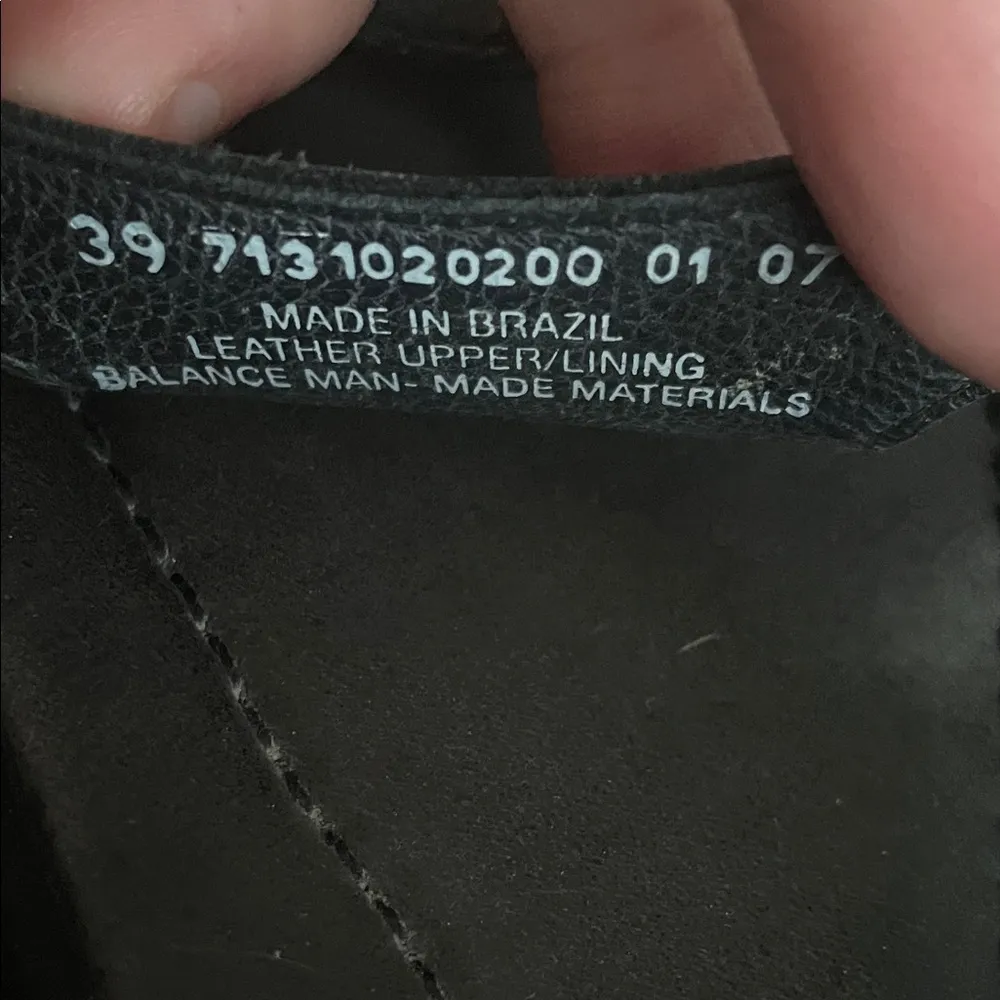 39 7131020200 01 07
MADE IN BRAZIL
LEATHER UPPER/LINING
BALANCE MAN-MADE MATERIALS